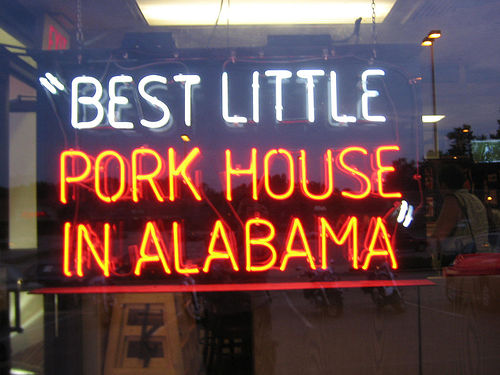 "BEST LITTLE
PORK HOUSE
IN ALABAMA"